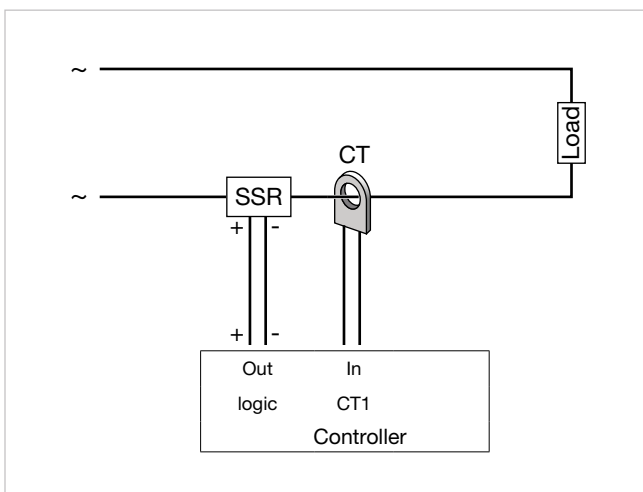 ~
Load
CT
~
SSR
+ -
+ -
Out In
logic CT1
Controller